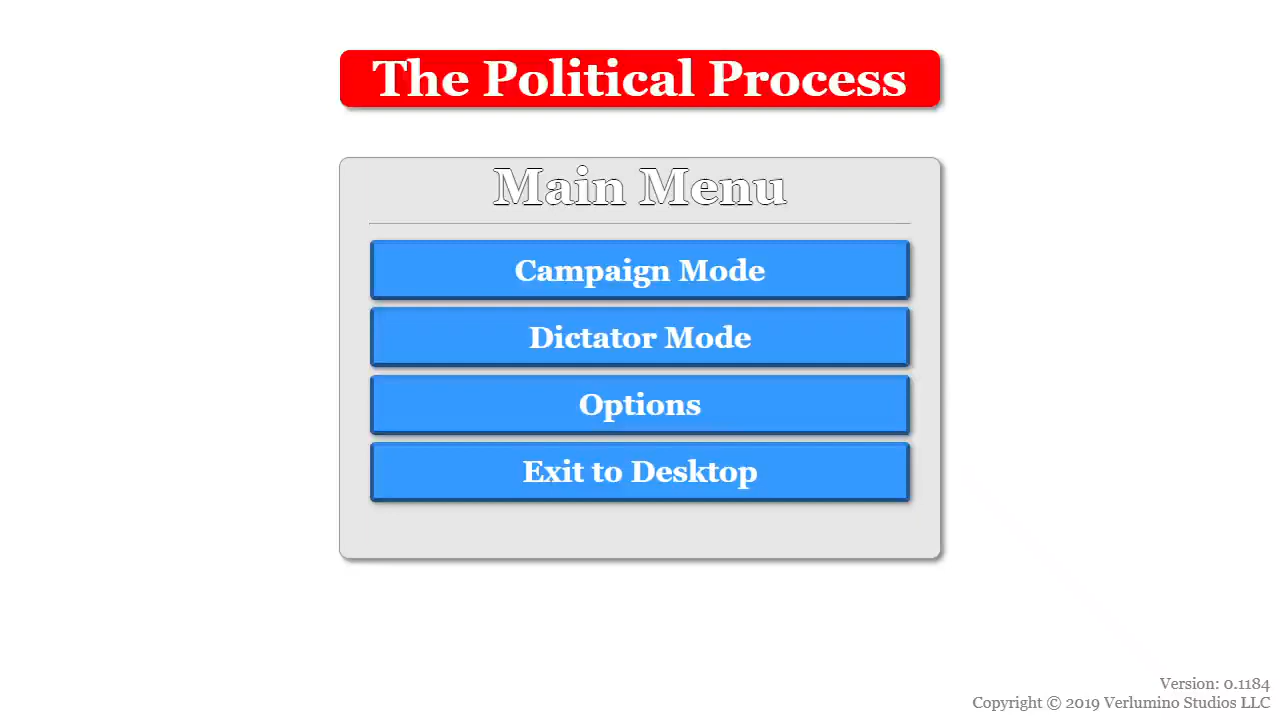 The Political Process
Main Menu
Campaign Mode
Dictator Mode
Options
Exit to Desktop
Version: 0.1184
Copyright © 2019 Verlumino Studios LLC